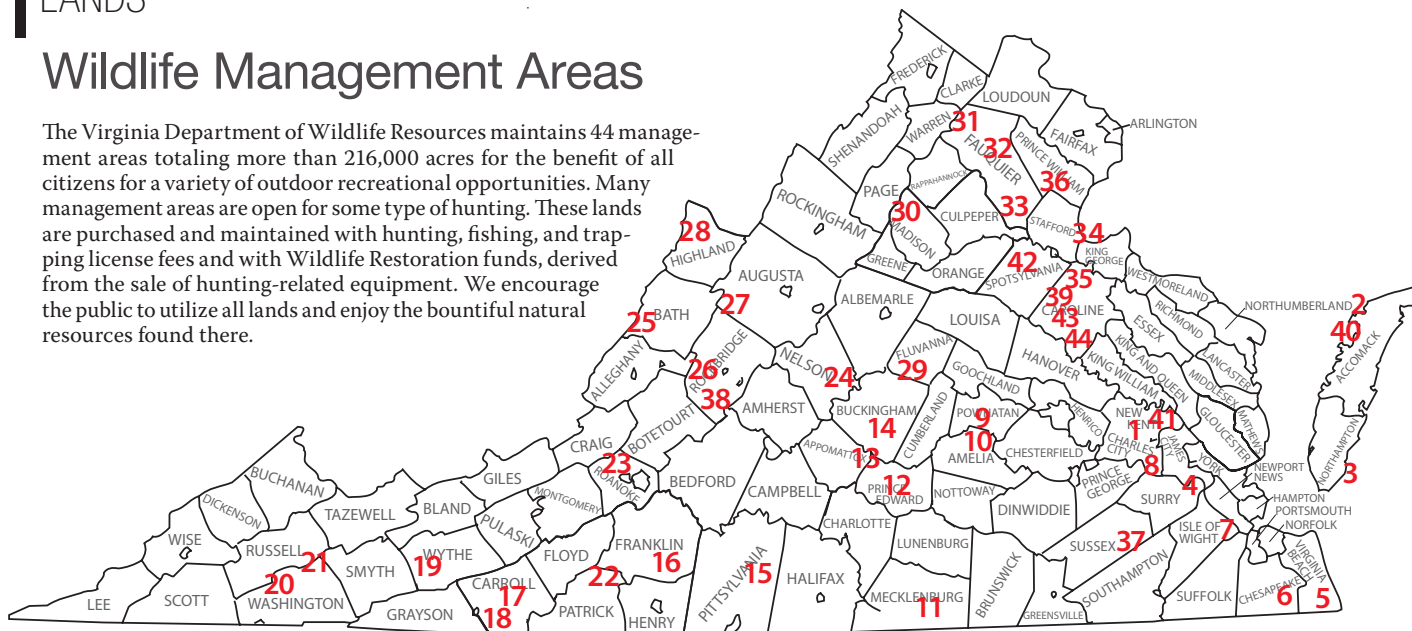 LANDS
Wildlife Management Areas
The Virginia Department of Wildlife Resources maintains 44 manage-
ment areas totaling more than 216,000 acres for the benefit of all
citizens for a variety of outdoor recreational opportunities. Many
management areas are open for some type of hunting. These lands
are purchased and maintained with hunting, fishing, and trap-
ping license fees and with Wildlife Restoration funds, derived
from the sale of hunting-related equipment. We encourage
the public to utilize all lands and enjoy the bountiful natural
resources found there.
FREDERICK
CLARKE
LOUDOUN
SHENANDOAH
WARREN
31
FAUQUIER
32
PRINCE WILLIAM
36
FAIRFAX
ARLINGTON
PAGE
RAPPAHANNOCK
30
MADISON
CULPEPER
33
STAFFORD
34
ROCKINGHAM
28
HIGHLAND
GREENE
ORANGE
42
SPOTSYLVANIA
KING
GEORGE
35
WESTMORELAND
AUGUSTA
27
ALBEMARLE
LOUISA
39
CAROLINE
43
44
ESSEX
RICHMOND
NORTHUMBERLAND
2
40
ACCOMACK
25
BATH
ALLEGHANY
ROCKBRIDGE
26
38
NELSON
24
FLUVANNA
29
GOOCHLAND
HANOVER
KING WILLIAM
KING AND QUEEN
LANCASTER
MIDDLESEX
MATHEWS
GLOUCESTER
AMHERST
BUCKINGHAM
14
CUMBERLAND
POWHATAN
9
10
AMELIA
CHESTERFIELD
HENRICO
NEW
KENT
1
41
CHARLES
CITY
8
JAMES
CITY
YORK
NORTHAMPTON
3
CRAIG
BOTETOURT
23
ROANOKE
BEDFORD
CAMPBELL
APPOMATTOX
13
PRINCE
EDWARD
12
NOTTOWAY
DINWIDDIE
PRINCE
GEORGE
SURRY
4
NEWPORT
NEWS
HAMPTON
PORTSMOUTH
NORFOLK
BUCHANAN
DICKENSON
WISE
TAZEWELL
BLAND
GILES
MONTGOMERY
PULASKI
FLOYD
FRANKLIN
16
CHARLOTTE
LUNENBURG
SUSSEX
37
ISLE OF
WIGHT
7
RUSSELL
21
20
SMYTH
WYTHE
19
CARROLL
17
18
22
PATRICK
HENRY
PITTSYLVANIA
15
HALIFAX
MECKLENBURG
11
BRUNSWICK
GREENSVILLE
SOUTHAMPTON
SUFFOLK
CHESAPEAKE
6
VIRGINIA
BEACH
5
LEE
SCOTT
WASHINGTON
GRAYSON